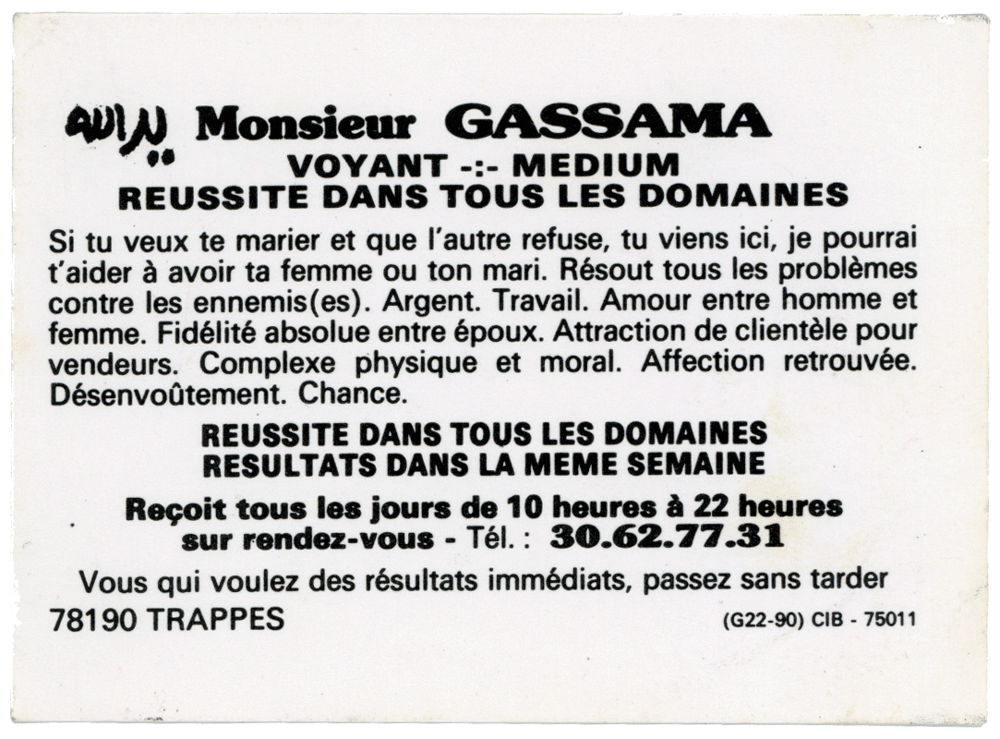 يد الله Monsieur GASSAMA
VOYANT -:- MEDIUM
REUSSITE DANS TOUS LES DOMAINES
Si tu veux te marier et que l'autre refuse, tu viens ici, je pourrai
t'aider à avoir ta femme ou ton mari. Résout tous les problèmes
contre les ennemis(es). Argent. Travail. Amour entre homme et
femme. Fidélité absolue entre époux. Attraction de clientèle pour
vendeurs. Complexe physique et moral. Affection retrouvée.
Désenvoûtement. Chance.
REUSSITE DANS TOUS LES DOMAINES
RESULTATS DANS LA MEME SEMAINE
Reçoit tous les jours de 10 heures à 22 heures
sur rendez-vous - Tél. : 30.62.77.31
Vous qui voulez des résultats immédiats, passez sans tarder
78190 TRAPPES
(G22-90) CIB - 75011